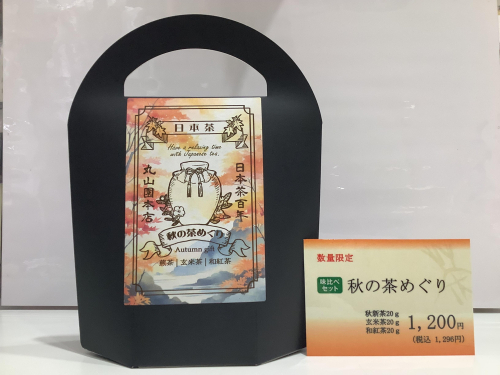 日本茶
Have a relaxing time
with Japanese tea.
日本茶百年
丸山園本店
秋の茶めぐり
Autumn gift
煎茶|玄米茶|和紅茶
数量限定
味比べ
セット
秋の茶めぐり
秋新茶20g
玄米茶20g
和紅茶20g
1,200円
(税込 1,296円)